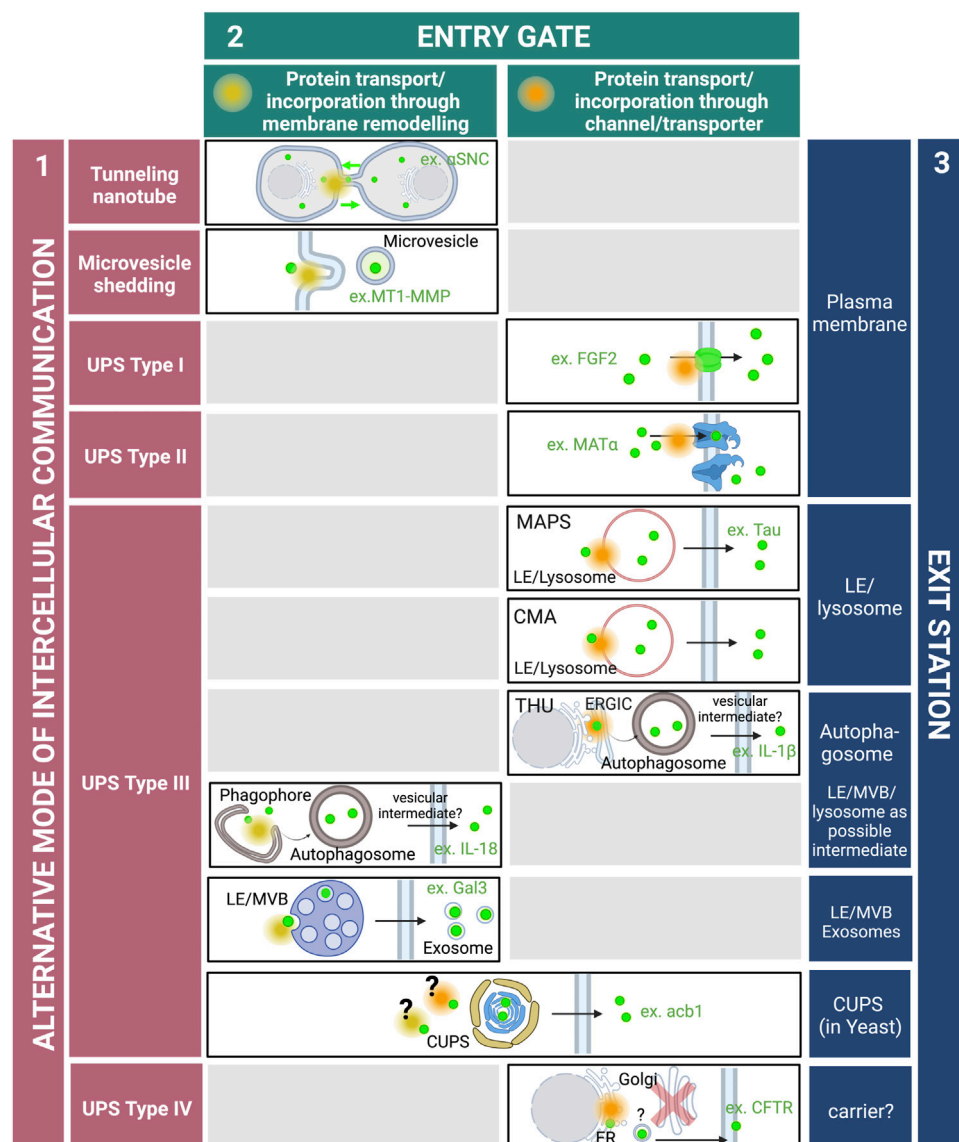 2 ENTRY GATE
Protein transport/
incorporation through
membrane remodelling
Protein transport/
incorporation through
channel/transporter
1
ALTERNATIVE MODE OF INTERCELLULAR COMMUNICATION
3
EXIT STATION
Tunneling
nanotube
ex. αSNC
Plasma
membrane
Microvesicle
shedding
Microvesicle
ex.MT1-MMP
UPS Type I
ex. FGF2
UPS Type II
ex. MATα
UPS Type III
MAPS
LE/Lysosome
ex. Tau
LE/
lysosome
CMA
LE/Lysosome
THU
ERGIC
Autophagosome
vesicular
intermediate?
ex. IL-1β
Autopha-
gosome
LE/MVB/
lysosome as
possible
intermediate
Phagophore
Autophagosome
vesicular
intermediate?
ex. IL-18
LE/MVB
ex. Gal3
Exosome
LE/MVB
Exosomes
?
?
CUPS
ex. acb1
CUPS
(in Yeast)
UPS Type IV
Golgi
?
ER
ex. CFTR
carrier?